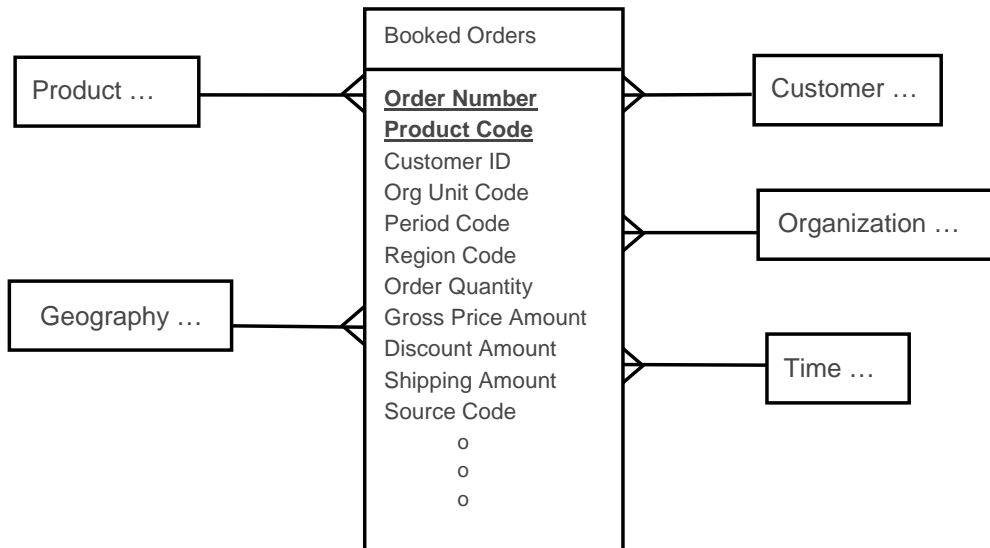 Booked Orders
Product …
Customer …
Order Number
Product Code
Customer ID
Org Unit Code
Period Code
Region Code
Order Quantity
Gross Price Amount
Discount Amount
Shipping Amount
Source Code
o
o
o
Organization …
Geography …
Time …